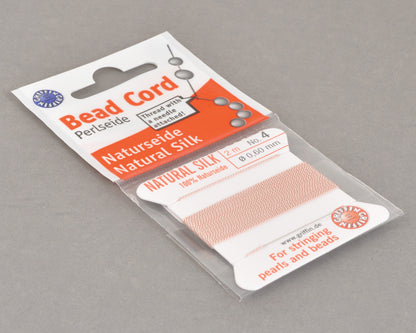 GRIFFIN
Bead Cord
Perlseide
Thread with
a needle
attached!
Naturseide
Natural Silk
NATURAL SILK
100% Naturseide
2 m
No. 4
Ø 0,60 mm
www.griffin.de
For stringing
pearls and beads
GRIFFIN